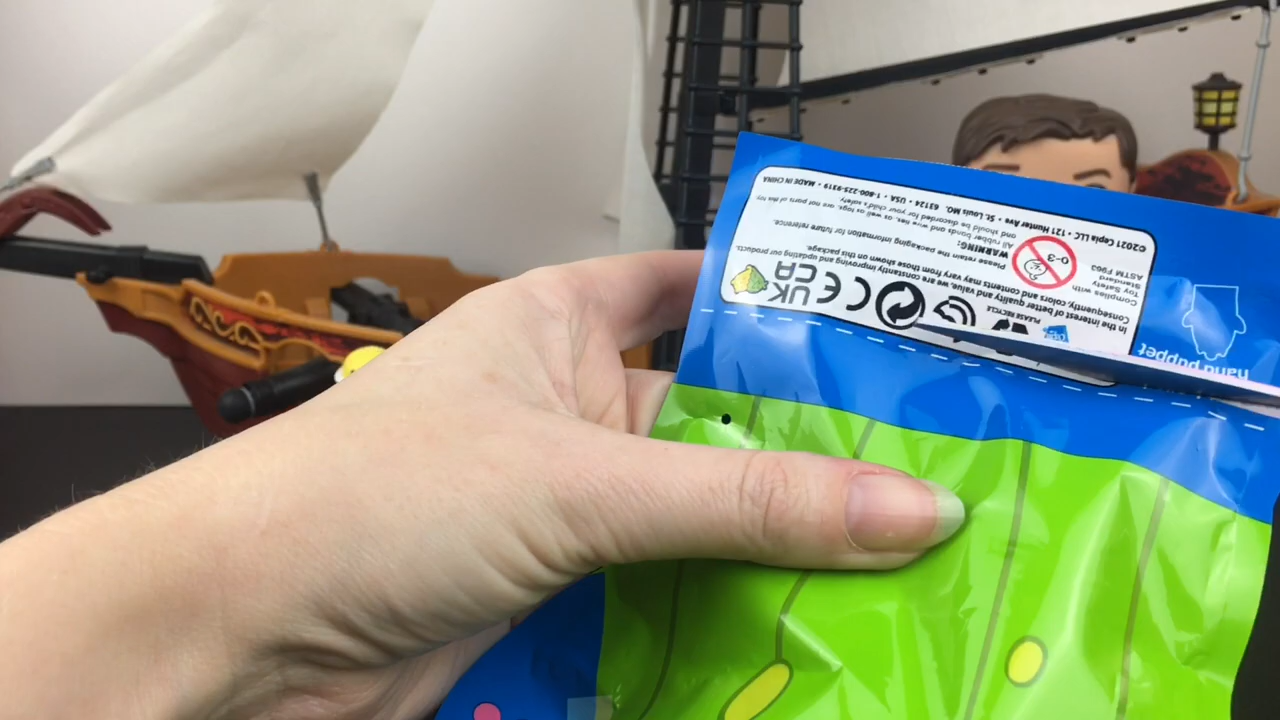 In the interest of better quality and value, we are constantly improving and updating our products.
Consequently, colors and contents may vary from those shown on this package.
Complies with
Toy Safety
Standard
ASTM F963
0-3
WARNING:
Please retain the packaging information for future reference.
All rubber bands and wire ties, as well as tags, are not parts of the toy
and should be discarded for your child's safety.
©2021 Cepia LLC • 121 Hunter Ave • St. Louis MO. 63124 • USA • 1-800-225-9319 • MADE IN CHINA
PLEASE RECYCLE
CE
UK
CA
hand puppet